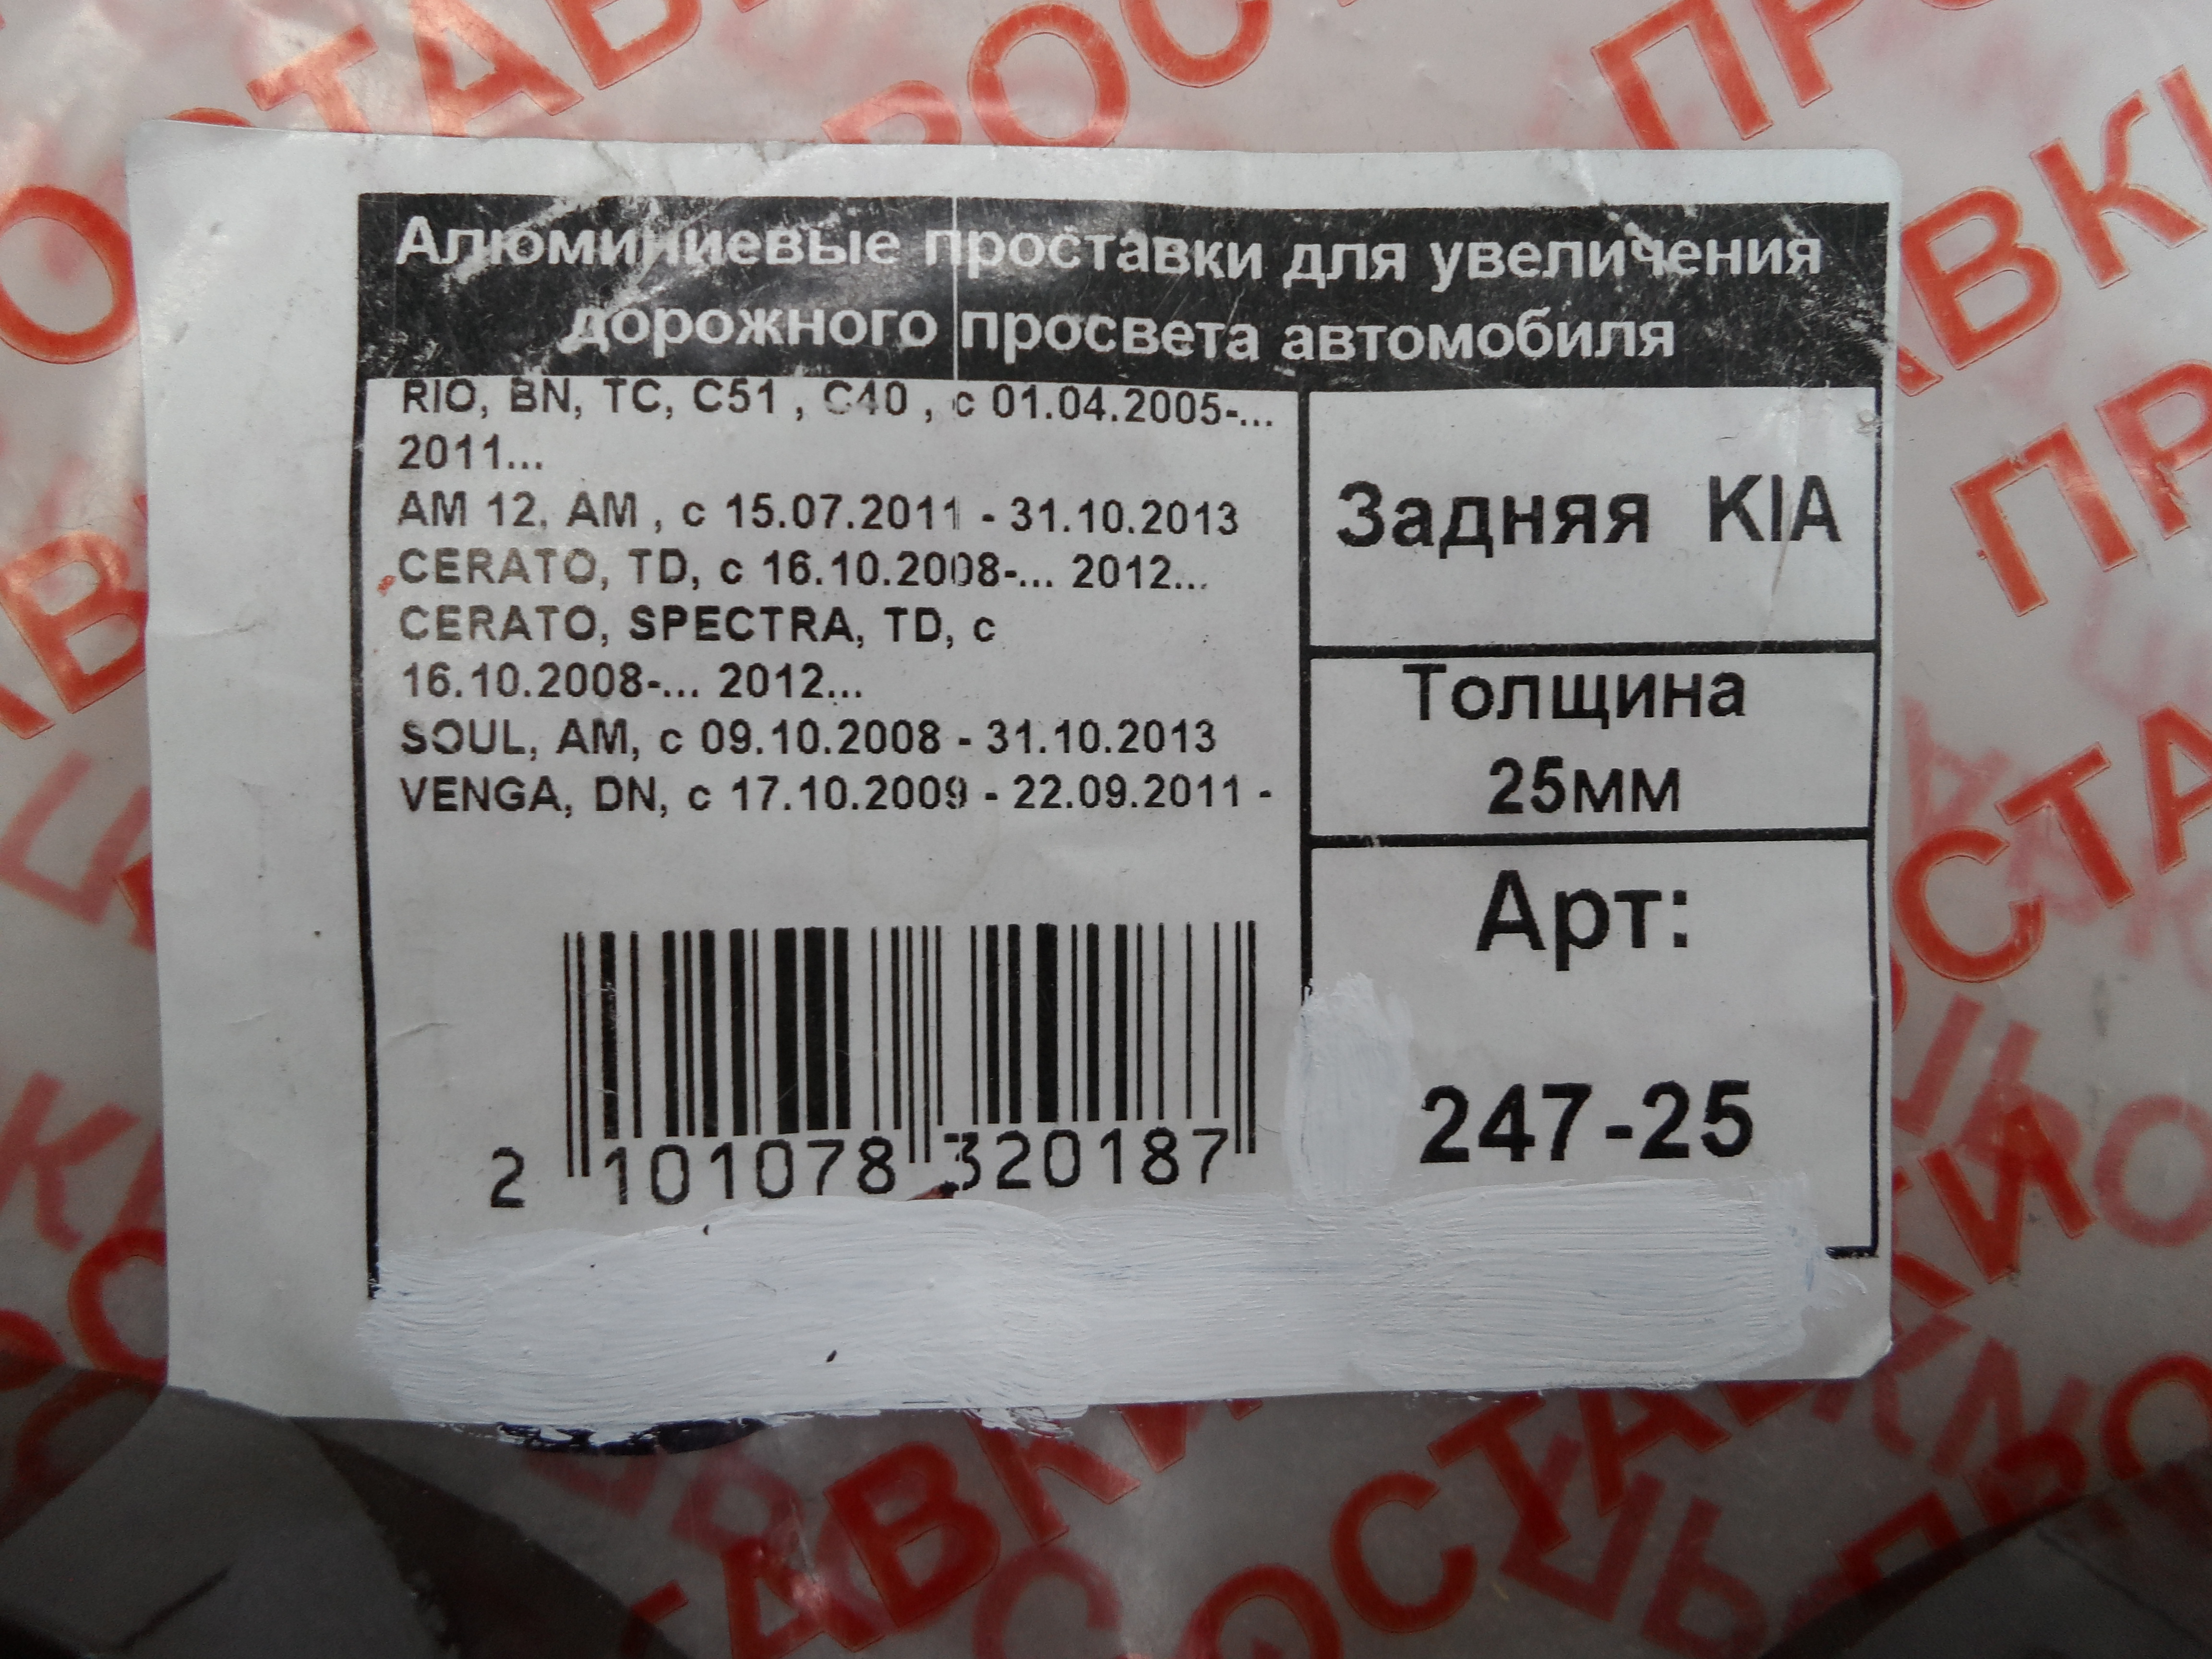 Алюминиевые проставки для увеличения
дорожного просвета автомобиля
RIO, BN, TC, C51 , C40 , с 01.04.2005-...
2011...
AM 12, AM , с 15.07.2011 - 31.10.2013
CERATO, TD, с 16.10.2008-... 2012...
CERATO, SPECTRA, TD, с
16.10.2008-... 2012...
SOUL, AM, с 09.10.2008 - 31.10.2013
VENGA, DN, с 17.10.2009 - 22.09.2011 -
Задняя KIA
Толщина
25мм
Арт:
247-25
2 101078 320187